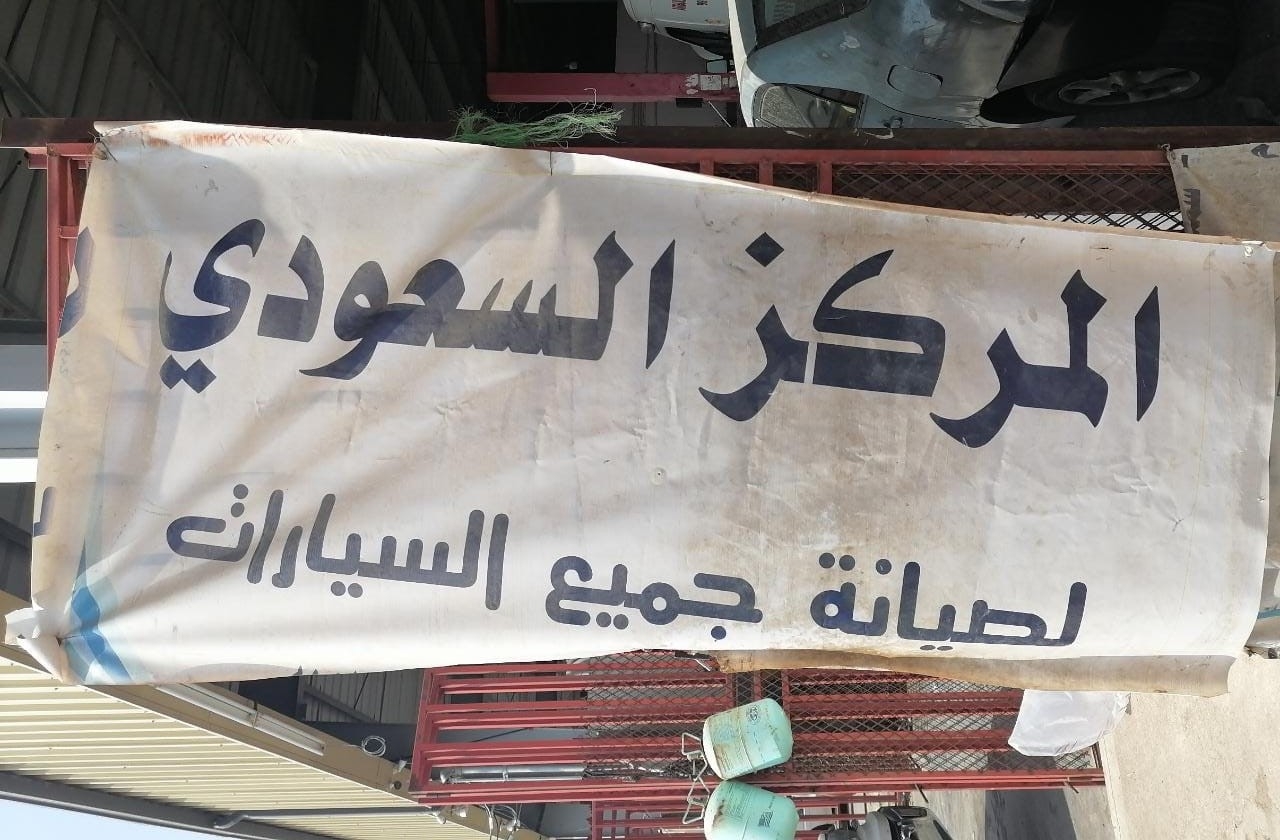 المركز السعودي
لصيانة جميع السيارات